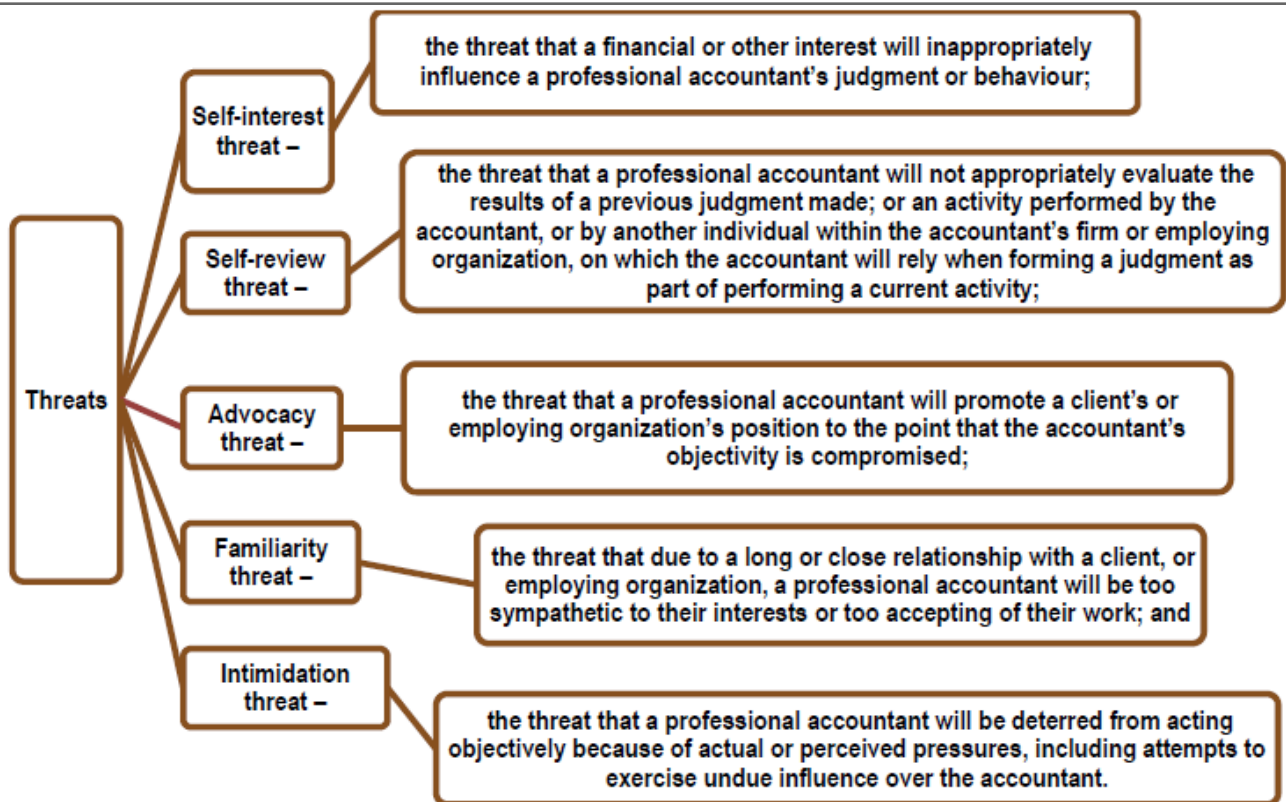 Threats
Self-interest
threat –
the threat that a financial or other interest will inappropriately
influence a professional accountant's judgment or behaviour;
Self-review
threat –
the threat that a professional accountant will not appropriately evaluate the
results of a previous judgment made; or an activity performed by the
accountant, or by another individual within the accountant's firm or employing
organization, on which the accountant will rely when forming a judgment as
part of performing a current activity;
Advocacy
threat –
the threat that a professional accountant will promote a client's or
employing organization's position to the point that the accountant's
objectivity is compromised;
Familiarity
threat –
the threat that due to a long or close relationship with a client, or
employing organization, a professional accountant will be too
sympathetic to their interests or too accepting of their work; and
Intimidation
threat –
the threat that a professional accountant will be deterred from acting
objectively because of actual or perceived pressures, including attempts to
exercise undue influence over the accountant.